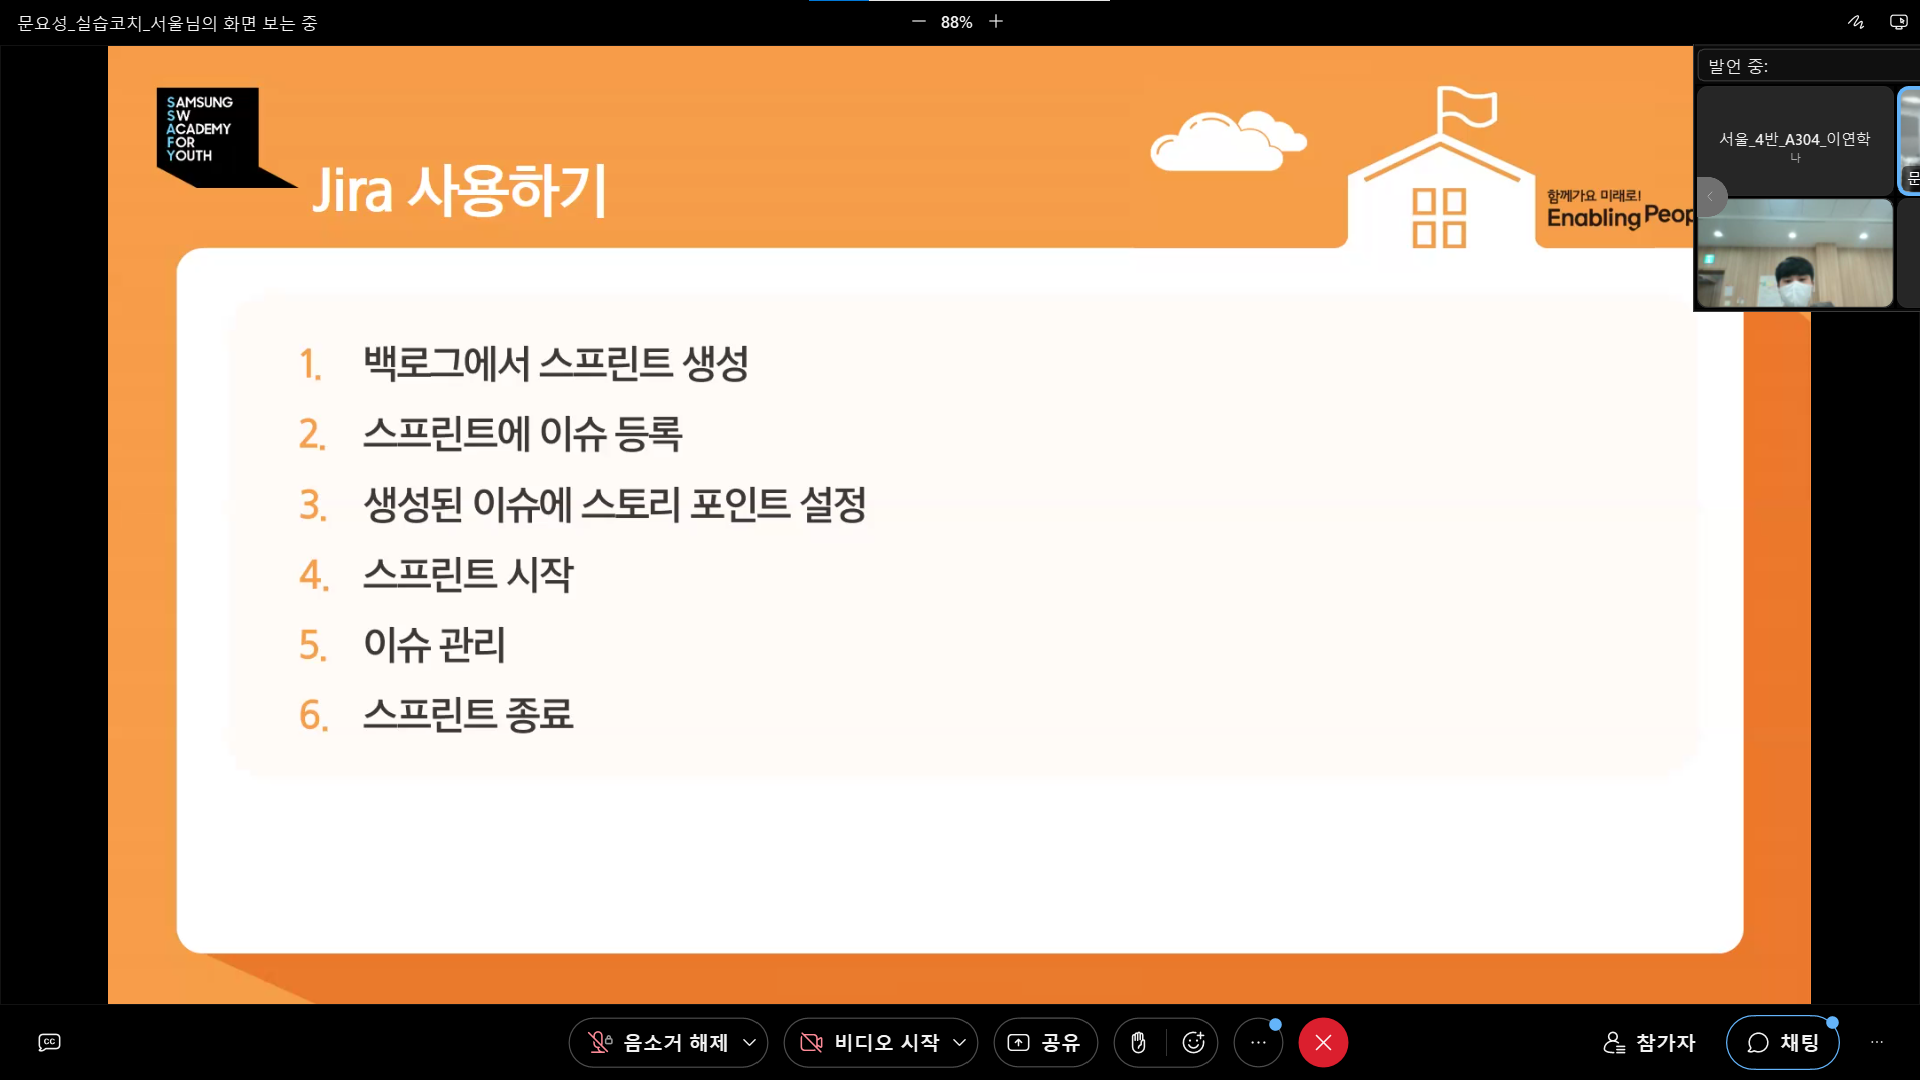 문요성_실습코치_서울님의 화면 보는 중
88%
발언 중:
서울_4반_A304_이연학
나
문
SAMSUNG
SW
ACADEMY
FOR
YOUTH
Jira 사용하기
함께가요 미래로!
Enabling Peop
1. 백로그에서 스프린트 생성
2. 스프린트에 이슈 등록
3. 생성된 이슈에 스토리 포인트 설정
4. 스프린트 시작
5. 이슈 관리
6. 스프린트 종료
CC
음소거 해제
비디오 시작
공유
참가자
채팅